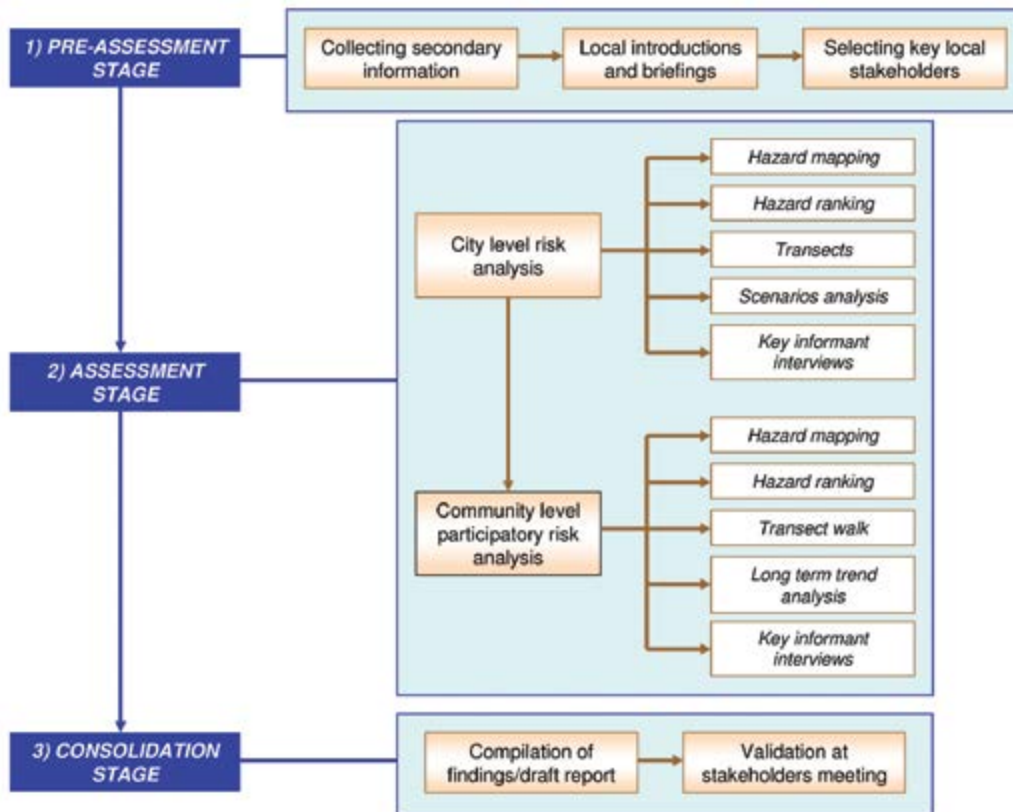 1) PRE-ASSESSMENT
STAGE
Collecting secondary
information
Local introductions
and briefings
Selecting key local
stakeholders
2) ASSESSMENT
STAGE
City level risk
analysis
Hazard mapping
Hazard ranking
Transects
Scenarios analysis
Key informant
interviews
Community level
participatory risk
analysis
Hazard mapping
Hazard ranking
Transect walk
Long term trend
analysis
Key informant
interviews
3) CONSOLIDATION
STAGE
Compilation of
findings/draft report
Validation at
stakeholders meeting